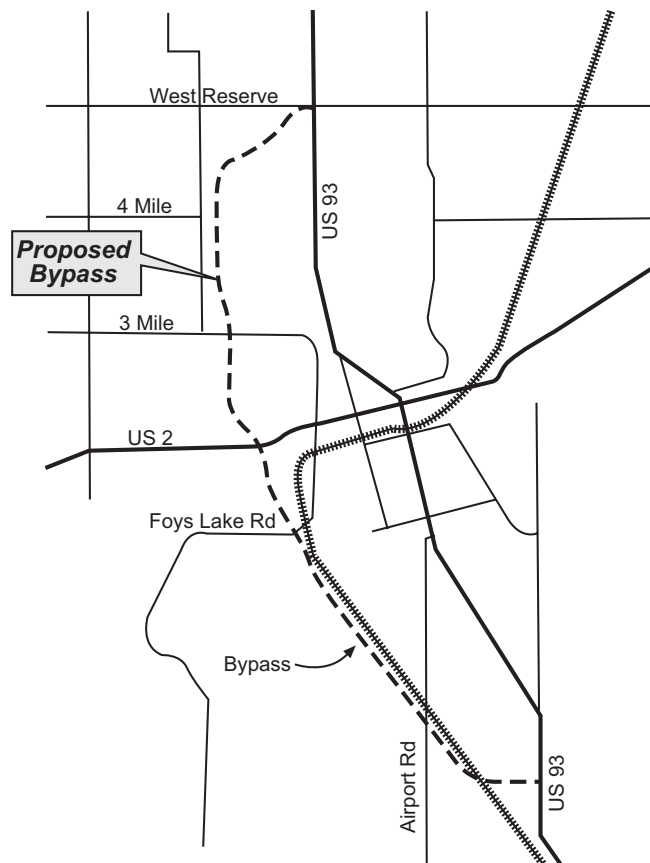 West Reserve
US 93
4 Mile
Proposed
Bypass
3 Mile
US 2
Foys Lake Rd
Bypass
Airport Rd
US 93